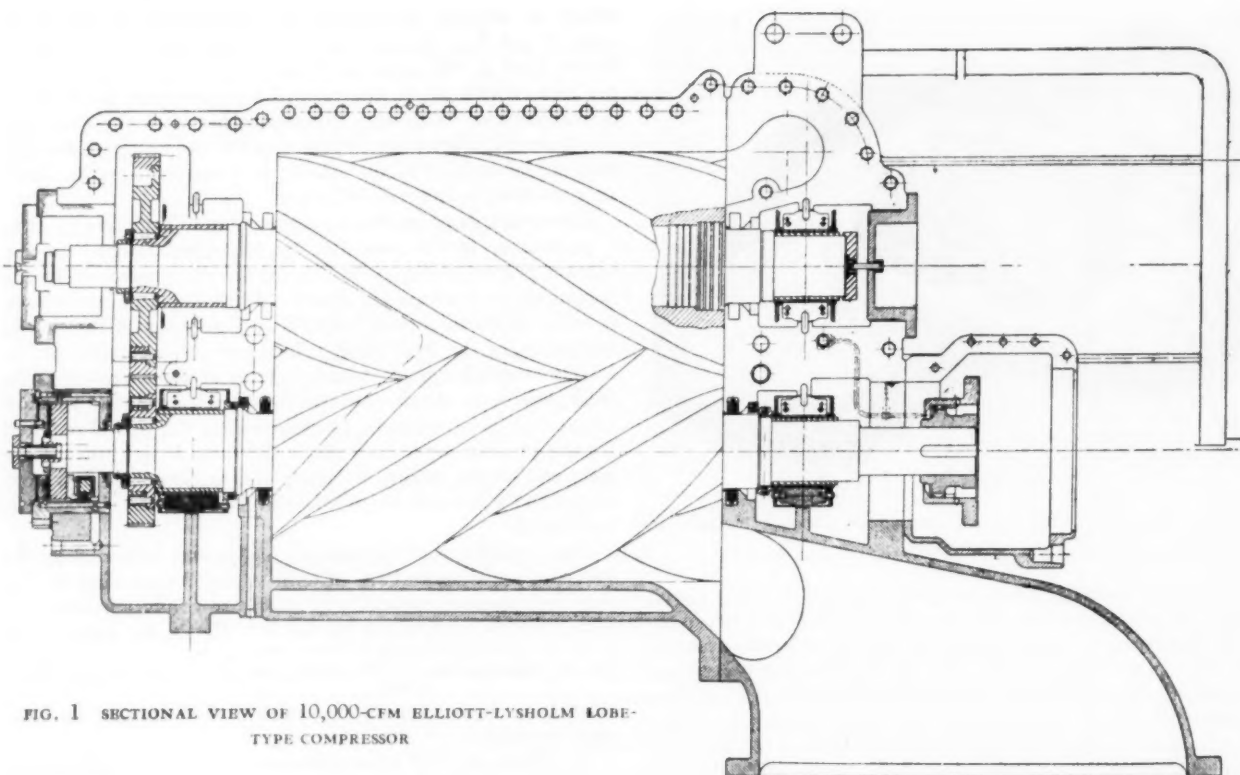 FIG. 1 SECTIONAL VIEW OF 10,000-CFM ELLIOTT-LYSHOLM LOBE-
TYPE COMPRESSOR